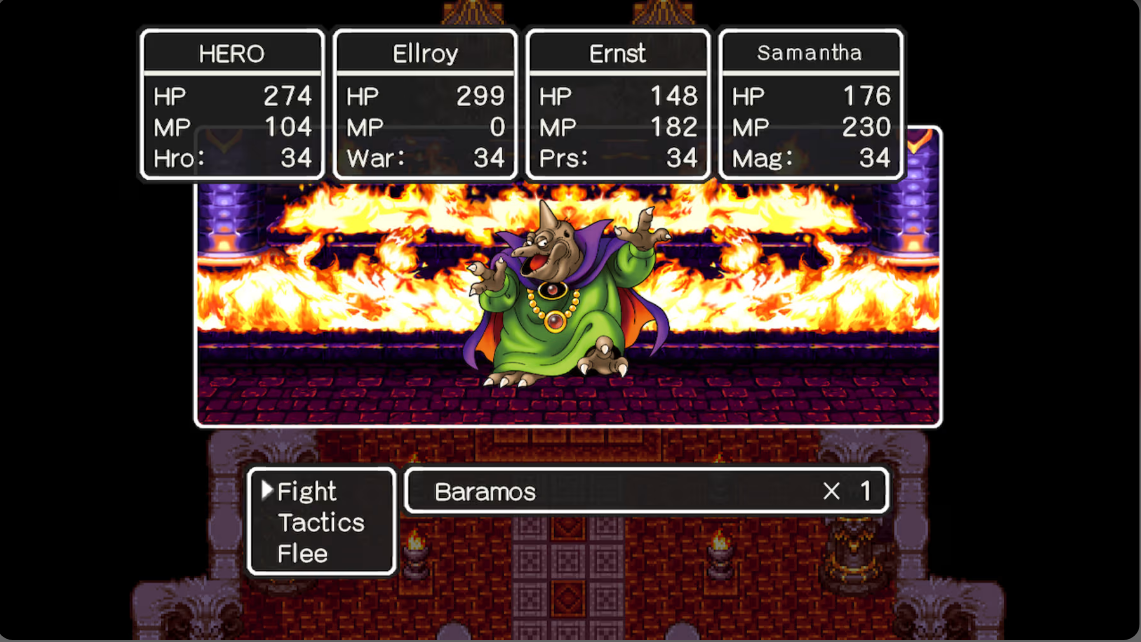 HERO
HP 274
MP 104
Hro: 34
Ellroy
HP 299
MP 0
War: 34
Ernst
HP 148
MP 182
Prs: 34
Samantha
HP 176
MP 230
Mag: 34
Fight
Tactics
Flee
Baramos × 1